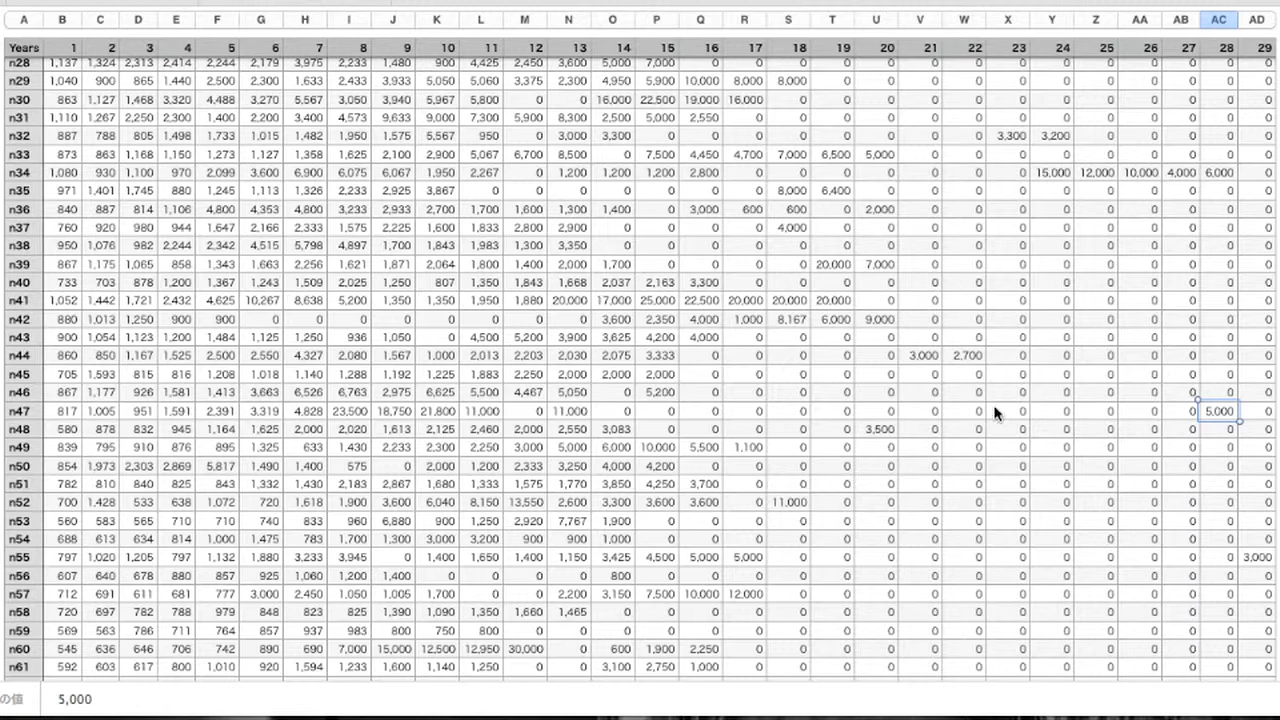 A B C D E F G H I J K L M N O P Q R S T U V W X Y Z AA AB AC AD
Years 1 2 3 4 5 6 7 8 9 10 11 12 13 14 15 16 17 18 19 20 21 22 23 24 25 26 27 28 29
n28 1,137 1,324 2,313 2,414 2,244 2,179 3,975 2,233 1,480 900 4,425 2,450 3,600 5,000 7,000 0 0 0 0 0 0 0 0 0 0 0 0 0 0
n29 1,040 900 865 1,440 2,500 2,300 1,633 2,433 3,933 5,050 5,060 3,375 2,300 4,950 5,900 10,000 8,000 8,000 0 0 0 0 0 0 0 0 0 0 0
n30 863 1,127 1,468 3,320 4,488 3,270 5,567 3,050 3,940 5,967 5,800 0 0 16,000 22,500 19,000 16,000 0 0 0 0 0 0 0 0 0 0 0 0
n31 1,110 1,267 2,250 2,300 1,400 2,200 3,400 4,573 9,633 9,000 7,300 5,900 8,300 2,500 5,000 2,550 0 0 0 0 0 0 0 0 0 0 0 0 0
n32 887 788 805 1,498 1,733 1,015 1,482 1,950 1,575 5,567 950 0 3,000 3,300 0 0 0 0 0 0 0 0 3,300 3,200 0 0 0 0 0
n33 873 863 1,168 1,150 1,273 1,127 1,358 1,625 2,100 2,900 5,067 6,700 8,500 0 7,500 4,450 4,700 7,000 6,500 5,000 0 0 0 0 0 0 0 0 0
n34 1,080 930 1,100 970 2,099 3,600 6,900 6,075 6,067 1,950 2,267 0 1,200 1,200 1,200 2,800 0 0 0 0 0 0 0 15,000 12,000 10,000 4,000 6,000 0
n35 971 1,401 1,745 880 1,245 1,113 1,326 2,233 2,925 3,867 0 0 0 0 0 0 0 8,000 6,400 0 0 0 0 0 0 0 0 0 0
n36 840 887 814 1,106 4,800 4,353 4,800 3,233 2,933 2,700 1,700 1,600 1,300 1,400 0 3,000 600 600 0 2,000 0 0 0 0 0 0 0 0 0
n37 760 920 980 944 1,647 2,166 2,333 1,575 2,225 1,600 1,833 2,800 2,900 0 0 0 0 4,000 0 0 0 0 0 0 0 0 0 0 0
n38 950 1,076 982 2,244 2,342 4,515 5,798 4,897 1,700 1,843 1,983 1,300 3,350 0 0 0 0 0 0 0 0 0 0 0 0 0 0 0 0
n39 867 1,175 1,065 858 1,343 1,663 2,256 1,621 1,871 2,064 1,800 1,400 2,000 1,700 0 0 0 0 20,000 7,000 0 0 0 0 0 0 0 0 0
n40 733 703 878 1,200 1,367 1,243 1,509 2,025 1,250 807 1,350 1,843 1,668 2,037 2,163 3,300 0 0 0 0 0 0 0 0 0 0 0 0 0
n41 1,052 1,442 1,721 2,432 4,625 10,267 8,638 5,200 1,350 1,350 1,950 1,880 20,000 17,000 25,000 22,500 20,000 20,000 20,000 0 0 0 0 0 0 0 0 0 0
n42 880 1,013 1,250 900 900 0 0 0 0 0 0 0 0 3,600 2,350 4,000 1,000 8,167 6,000 9,000 0 0 0 0 0 0 0 0 0
n43 900 1,054 1,123 1,200 1,484 1,125 1,250 936 1,050 0 4,500 5,200 3,900 3,625 4,200 4,000 0 0 0 0 0 0 0 0 0 0 0 0 0
n44 860 850 1,167 1,525 2,500 2,550 4,327 2,080 1,567 1,000 2,013 2,203 2,030 2,075 3,333 0 0 0 0 0 3,000 2,700 0 0 0 0 0 0 0
n45 705 1,593 815 816 1,208 1,018 1,140 1,288 1,192 1,225 1,883 2,250 2,000 2,000 0 0 0 0 0 0 0 0 0 0 0 0 0 0 0
n46 867 1,177 926 1,581 1,413 3,663 6,526 6,763 2,975 6,625 5,500 4,467 5,050 0 5,200 0 0 0 0 0 0 0 0 0 0 0 0 0 0
n47 817 1,005 951 1,591 2,391 3,319 4,828 23,500 18,750 21,800 11,000 0 11,000 0 0 0 0 0 0 0 0 0 0 0 0 0 0 5,000 0
n48 580 878 832 945 1,164 1,625 2,000 2,020 1,613 2,125 2,460 2,000 2,550 3,083 0 0 0 0 0 3,500 0 0 0 0 0 0 0 0 0
n49 839 795 910 876 895 1,325 633 1,430 2,233 2,300 2,250 3,000 5,000 6,000 10,000 5,500 1,100 0 0 0 0 0 0 0 0 0 0 0 0
n50 854 1,973 2,303 2,869 5,817 1,490 1,400 575 0 2,000 1,200 2,333 3,250 4,000 4,200 0 0 0 0 0 0 0 0 0 0 0 0 0 0
n51 782 810 840 825 843 1,332 1,430 2,183 2,867 1,680 1,333 1,575 1,770 3,850 4,250 3,700 0 0 0 0 0 0 0 0 0 0 0 0 0
n52 700 1,428 533 638 1,072 720 1,618 1,900 3,600 6,040 8,150 13,550 2,600 3,300 3,600 3,600 0 11,000 0 0 0 0 0 0 0 0 0 0 0
n53 560 583 565 710 710 740 833 960 6,880 900 1,250 2,920 7,767 1,900 0 0 0 0 0 0 0 0 0 0 0 0 0 0 0
n54 688 613 634 814 1,000 1,475 783 1,700 1,300 3,000 3,200 900 900 1,000 0 0 0 0 0 0 0 0 0 0 0 0 0 0 0
n55 797 1,020 1,205 797 1,132 1,880 3,233 3,945 0 1,400 1,650 1,400 1,150 3,425 4,500 5,000 5,000 0 0 0 0 0 0 0 0 0 0 0 3,000
n56 607 640 678 880 857 925 1,060 1,200 1,400 0 0 0 0 800 0 0 0 0 0 0 0 0 0 0 0 0 0 0 0
n57 712 691 611 681 777 3,000 2,450 1,050 1,005 1,700 0 0 2,200 3,150 7,500 10,000 12,000 0 0 0 0 0 0 0 0 0 0 0 0
n58 720 697 782 788 979 848 823 825 1,390 1,090 1,350 1,660 1,465 0 0 0 0 0 0 0 0 0 0 0 0 0 0 0 0
n59 569 563 786 711 764 857 937 983 800 750 800 0 0 0 0 0 0 0 0 0 0 0 0 0 0 0 0 0 0
n60 545 636 646 706 742 890 690 7,000 15,000 12,500 12,950 30,000 0 600 1,900 2,250 0 0 0 0 0 0 0 0 0 0 0 0 0
n61 592 603 617 800 1,010 920 1,594 1,233 1,600 1,140 1,250 0 0 3,100 2,750 1,000 0 0 0 0 0 0 0 0 0 0 0 0 0
の値 5,000